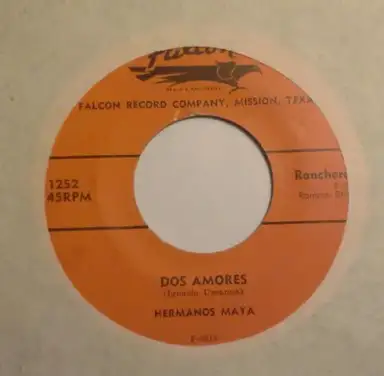 Falcon
FALCON RECORD COMPANY, MISSION, TEXA
1252
45RPM
Ranchera
DOS AMORES
HERMANOS MAYA